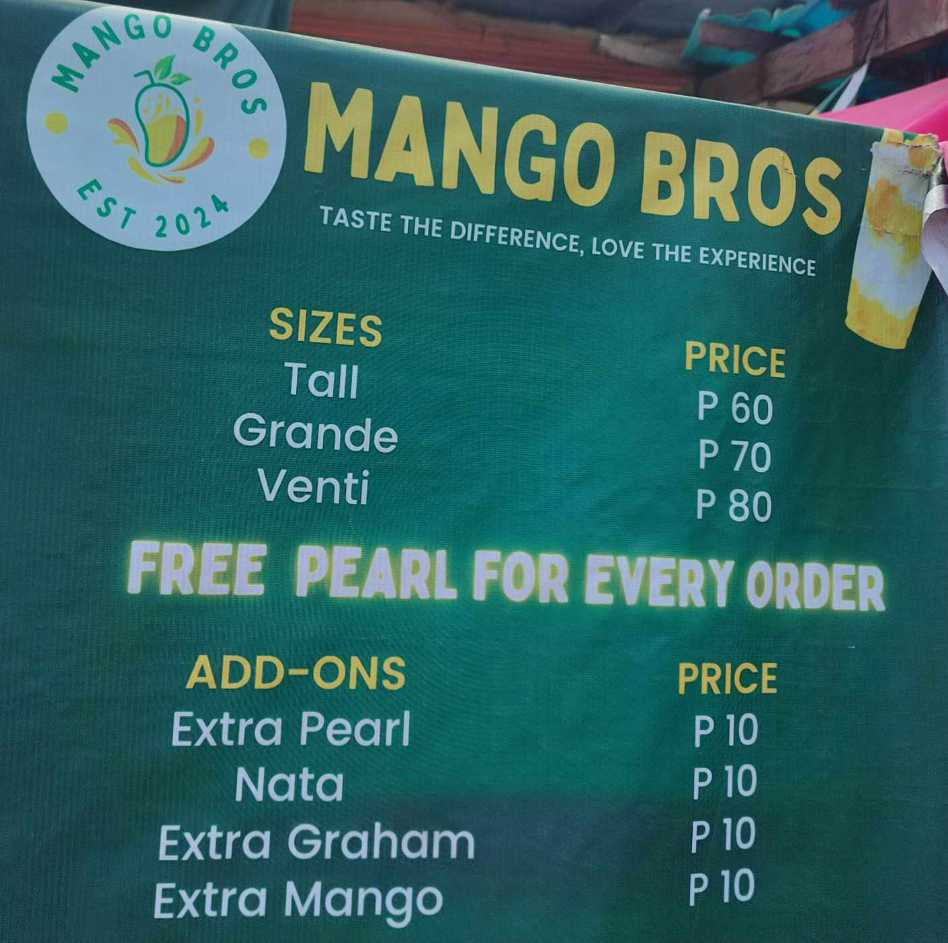 MANGO BROS
EST 2024
MANGO BROS
TASTE THE DIFFERENCE, LOVE THE EXPERIENCE
SIZES PRICE
Tall P 60
Grande P 70
Venti P 80
FREE PEARL FOR EVERY ORDER
ADD-ONS PRICE
Extra Pearl P 10
Nata P 10
Extra Graham P 10
Extra Mango P 10